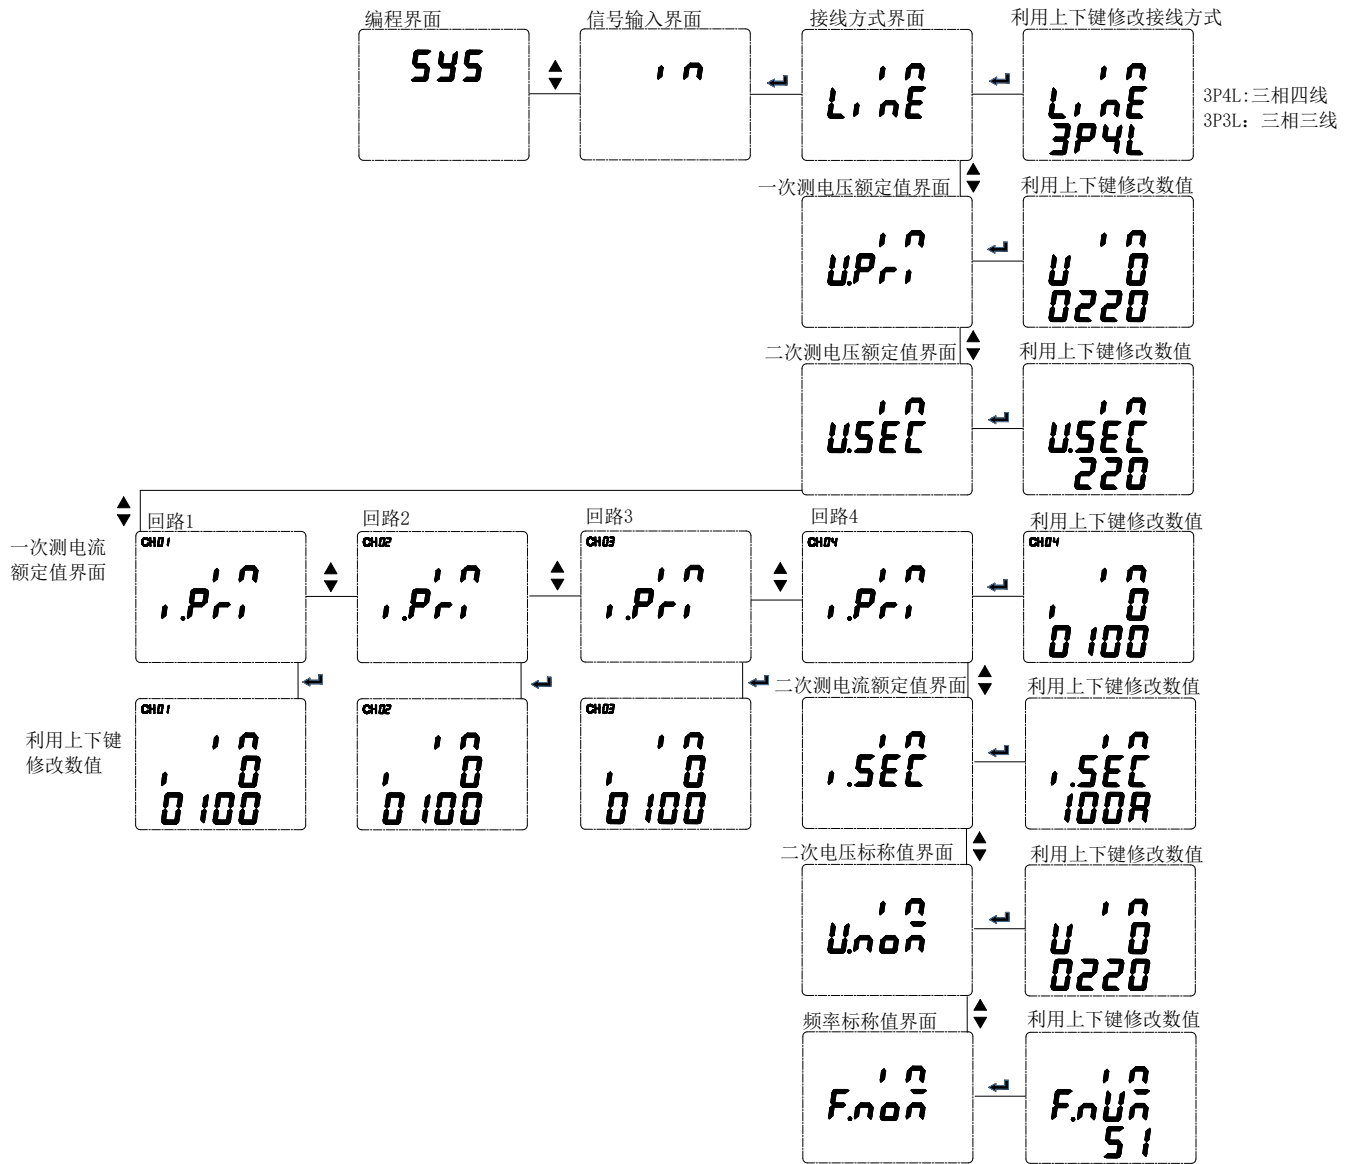 编程界面
信号输入界面
接线方式界面
利用上下键修改接线方式
SYS
in
in
LinE
in
LinE
3P4L
3P4L:三相四线
3P3L：三相三线
一次测电压额定值界面
利用上下键修改数值
in
U.Pri
in
U 0
0220
二次测电压额定值界面
利用上下键修改数值
in
U.SEC
in
U.SEC
220
一次测电流
额定值界面
回路1
回路2
回路3
回路4
利用上下键修改数值
CH01
in
i.Pri
CH02
in
i.Pri
CH03
in
i.Pri
CH04
in
i.Pri
CH04
in
i 0
0100
二次测电流额定值界面
利用上下键修改数值
利用上下键
修改数值
CH01
in
i 0
0100
CH02
in
i 0
0100
CH03
in
i 0
0100
in
i.SEC
in
i.SEC
100A
二次电压标称值界面
利用上下键修改数值
in
U.non̄
in
U 0
0220
频率标称值界面
利用上下键修改数值
in
F.non̄
in
F.nUn̄
51